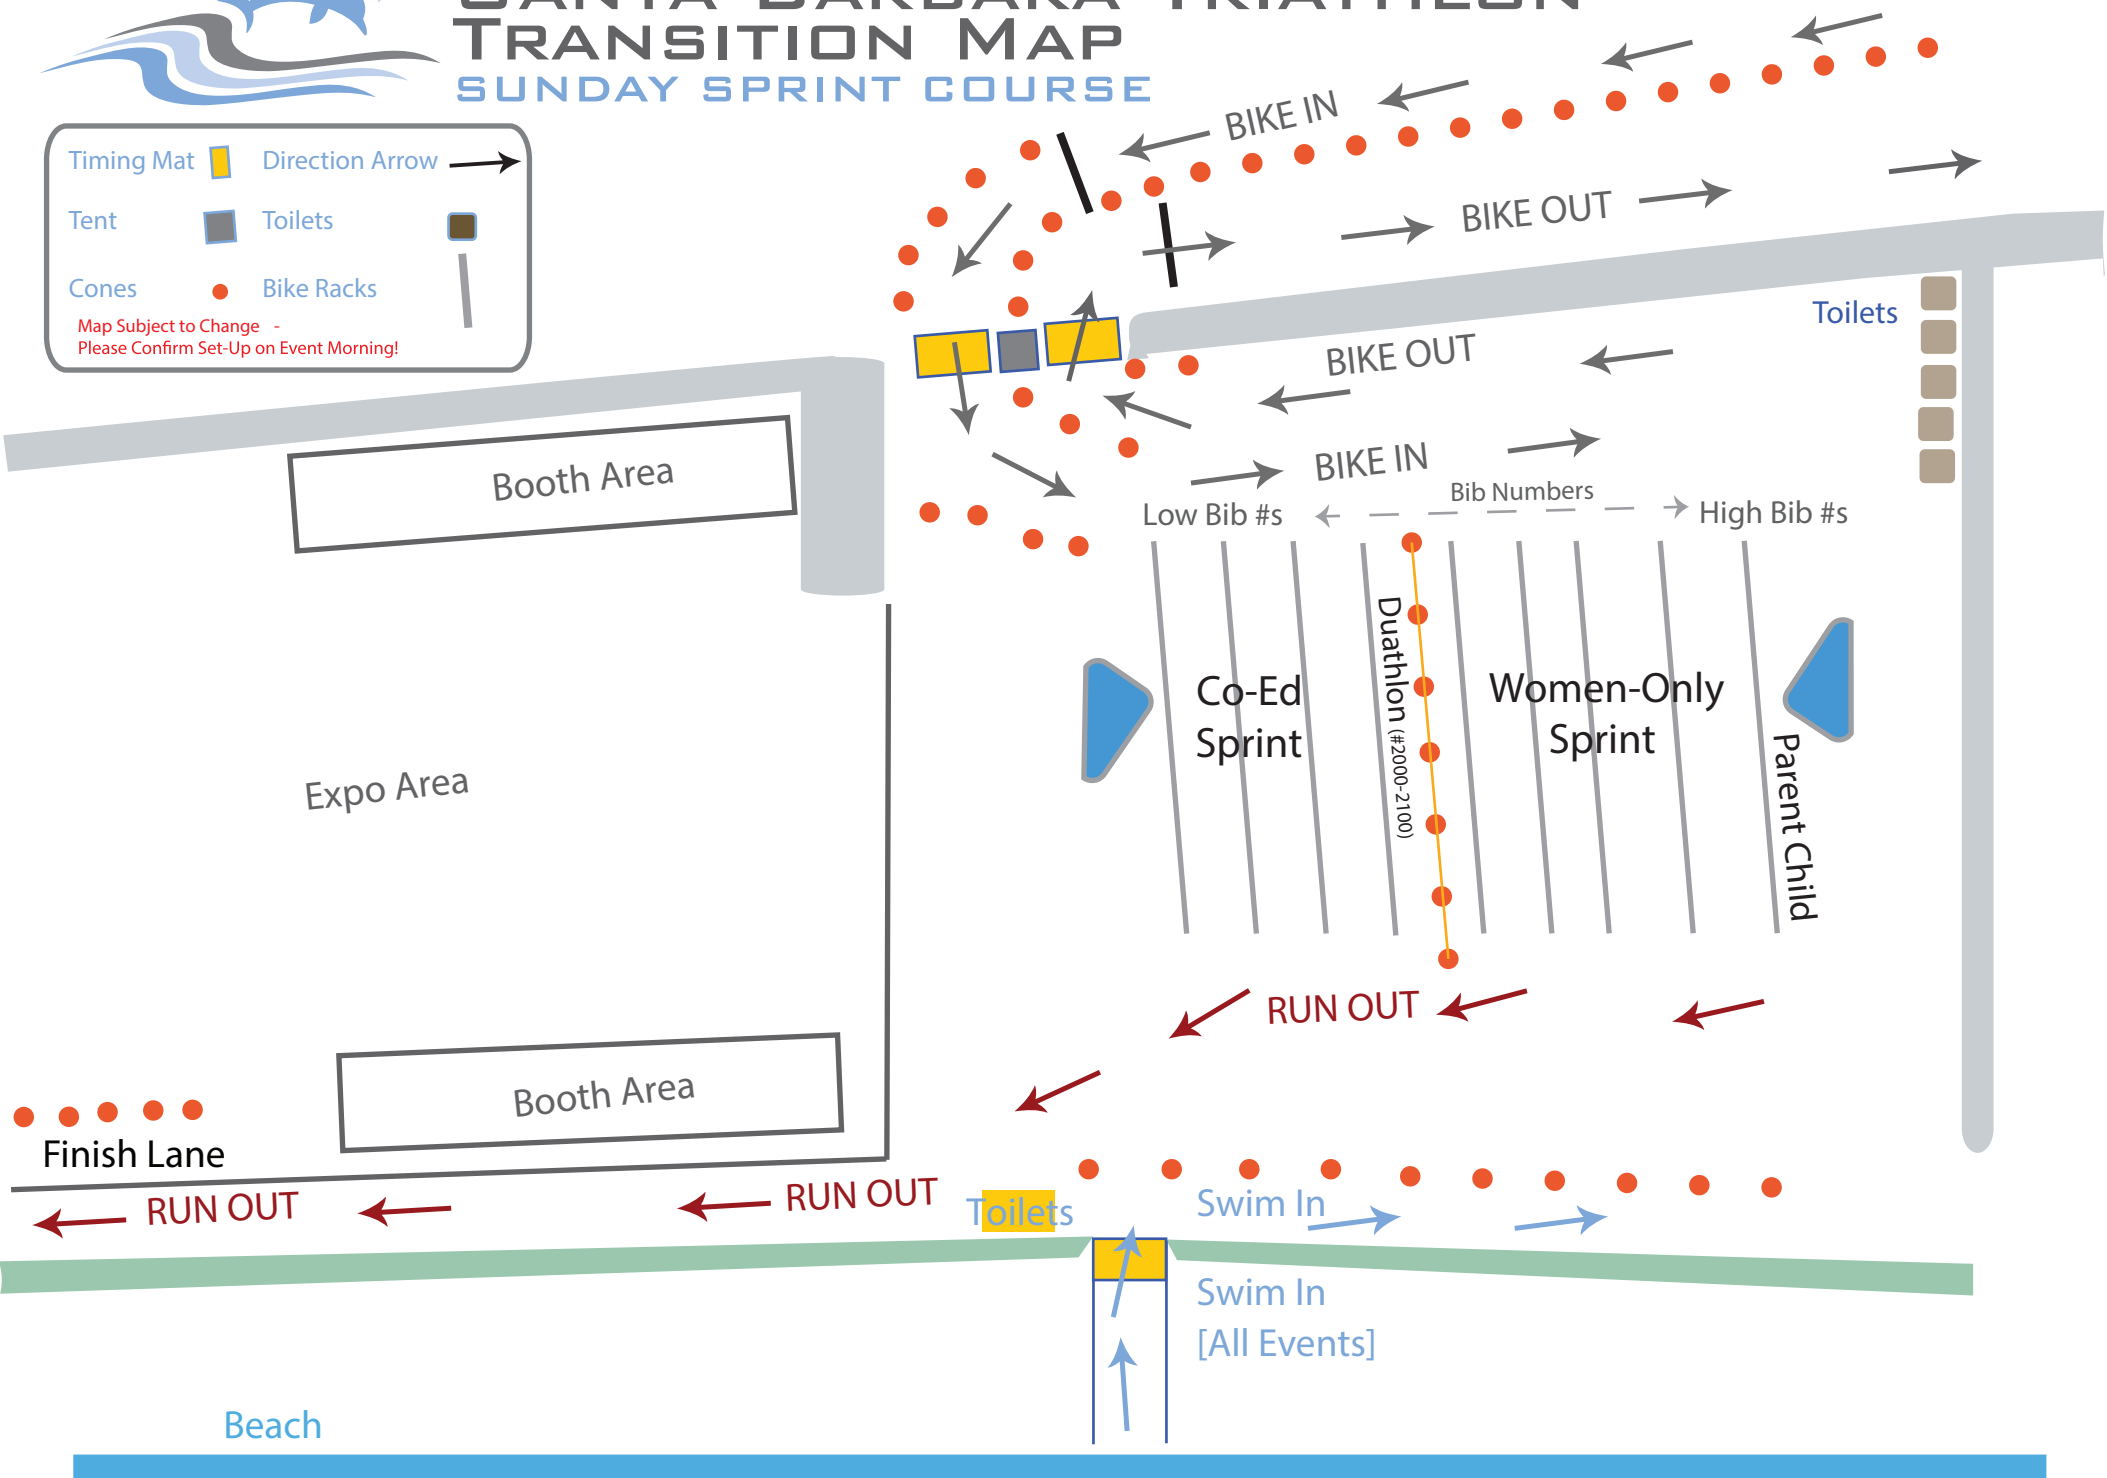 SANTA BARBARA TRIATHLON
TRANSITION MAP
SUNDAY SPRINT COURSE
Timing Mat
Direction Arrow
Tent
Toilets
Cones
Bike Racks
Map Subject to Change -
Please Confirm Set-Up on Event Morning!
BIKE IN
BIKE OUT
Toilets
BIKE OUT
BIKE IN
Bib Numbers
Low Bib #s
High Bib #s
Booth Area
Duathlon (#2000-2100)
Co-Ed
Sprint
Women-Only
Sprint
Parent Child
Expo Area
RUN OUT
Booth Area
Finish Lane
RUN OUT
RUN OUT
Toilets
Swim In
Swim In
[All Events]
Beach